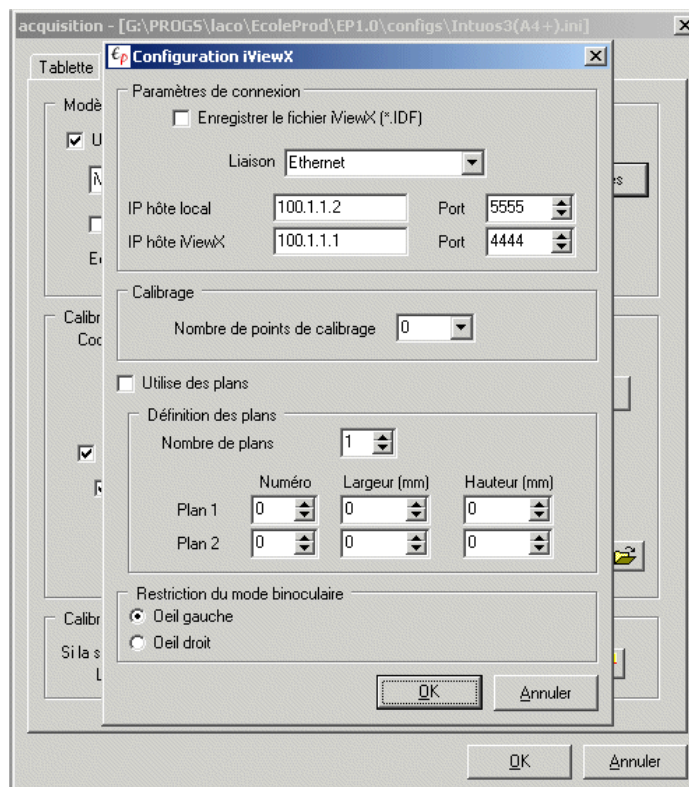 acquisition - [G:\PROGS\laco\EcoleProd\EP1.0\configs\Intuos3(A4+).ini]
Tablette
Configuration iViewX
Paramètres de connexion
Enregistrer le fichier iViewX (*.IDF)
Liaison Ethernet
IP hôte local 100.1.1.2 Port 5555
IP hôte iViewX 100.1.1.1 Port 4444
Calibrage
Nombre de points de calibrage 0
Utilise des plans
Définition des plans
Nombre de plans 1
Numéro Largeur (mm) Hauteur (mm)
Plan 1 0 0 0
Plan 2 0 0 0
Restriction du mode binoculaire
Oeil gauche
Oeil droit
Si la s
OK Annuler
OK Annuler